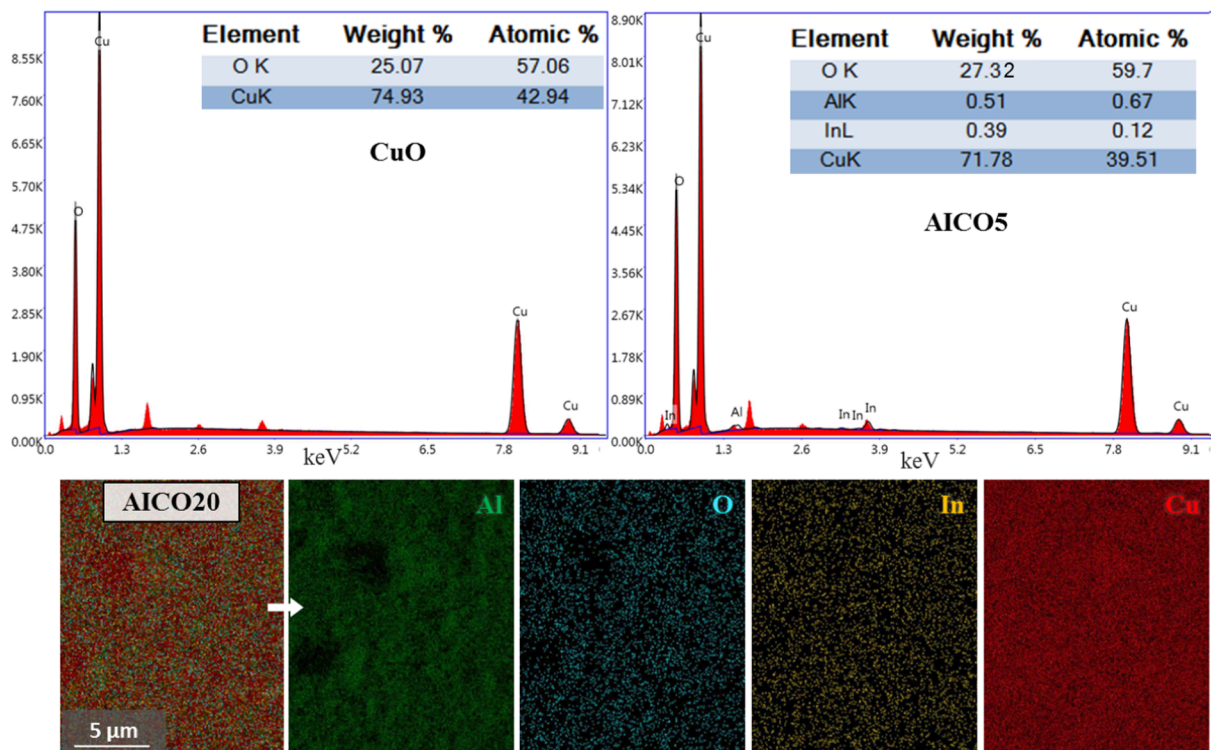 Element Weight % Atomic %
O K 25.07 57.06
CuK 74.93 42.94
CuO
8.55K
7.60K
6.65K
5.70K
4.75K
3.80K
2.85K
1.90K
0.95K
0.00K
Cu
O
Cu
Cu
0.0 1.3 2.6 3.9 5.2 6.5 7.8 9.1
keV
Element Weight % Atomic %
O K 27.32 59.7
AlK 0.51 0.67
InL 0.39 0.12
CuK 71.78 39.51
AICO5
8.90K
8.01K
7.12K
6.23K
5.34K
4.45K
3.56K
2.67K
1.78K
0.89K
0.00K
Cu
O
In
Al
In In In
Cu
Cu
0.0 1.3 2.6 3.9 5.2 6.5 7.8 9.1
keV
AICO20 Al O In Cu
5 μm